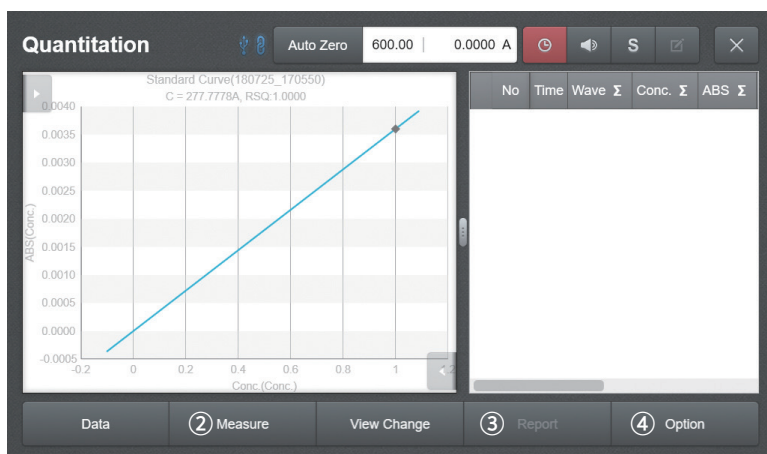 Quantitation
Auto Zero
600.00
0.0000 A
S
Standard Curve(180725_170550)
C = 277.7778A, RSQ:1.0000
0.0040
0.0035
0.0030
0.0025
0.0020
0.0015
0.0010
0.0005
0.0000
-0.0005
ABS(Conc.)
-0.2 0 0.2 0.4 0.6 0.8 1
Conc.(Conc.)
No Time Wave Σ Conc. Σ ABS Σ
Data
② Measure
View Change
③ Report
④ Option